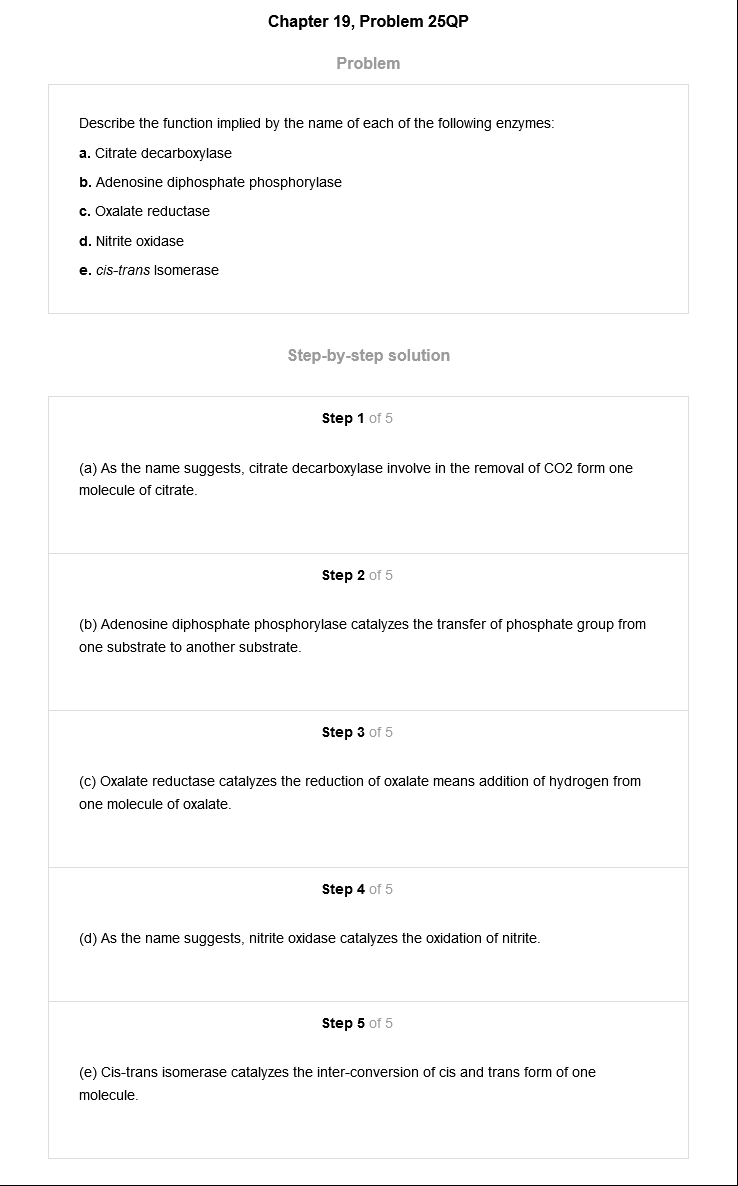 Chapter 19, Problem 25QP
Problem
Describe the function implied by the name of each of the following enzymes:
a. Citrate decarboxylase
b. Adenosine diphosphate phosphorylase
c. Oxalate reductase
d. Nitrite oxidase
e. cis-trans Isomerase
Step-by-step solution
Step 1 of 5
(a) As the name suggests, citrate decarboxylase involve in the removal of CO2 form one
molecule of citrate.
Step 2 of 5
(b) Adenosine diphosphate phosphorylase catalyzes the transfer of phosphate group from
one substrate to another substrate.
Step 3 of 5
(c) Oxalate reductase catalyzes the reduction of oxalate means addition of hydrogen from
one molecule of oxalate.
Step 4 of 5
(d) As the name suggests, nitrite oxidase catalyzes the oxidation of nitrite.
Step 5 of 5
(e) Cis-trans isomerase catalyzes the inter-conversion of cis and trans form of one
molecule.